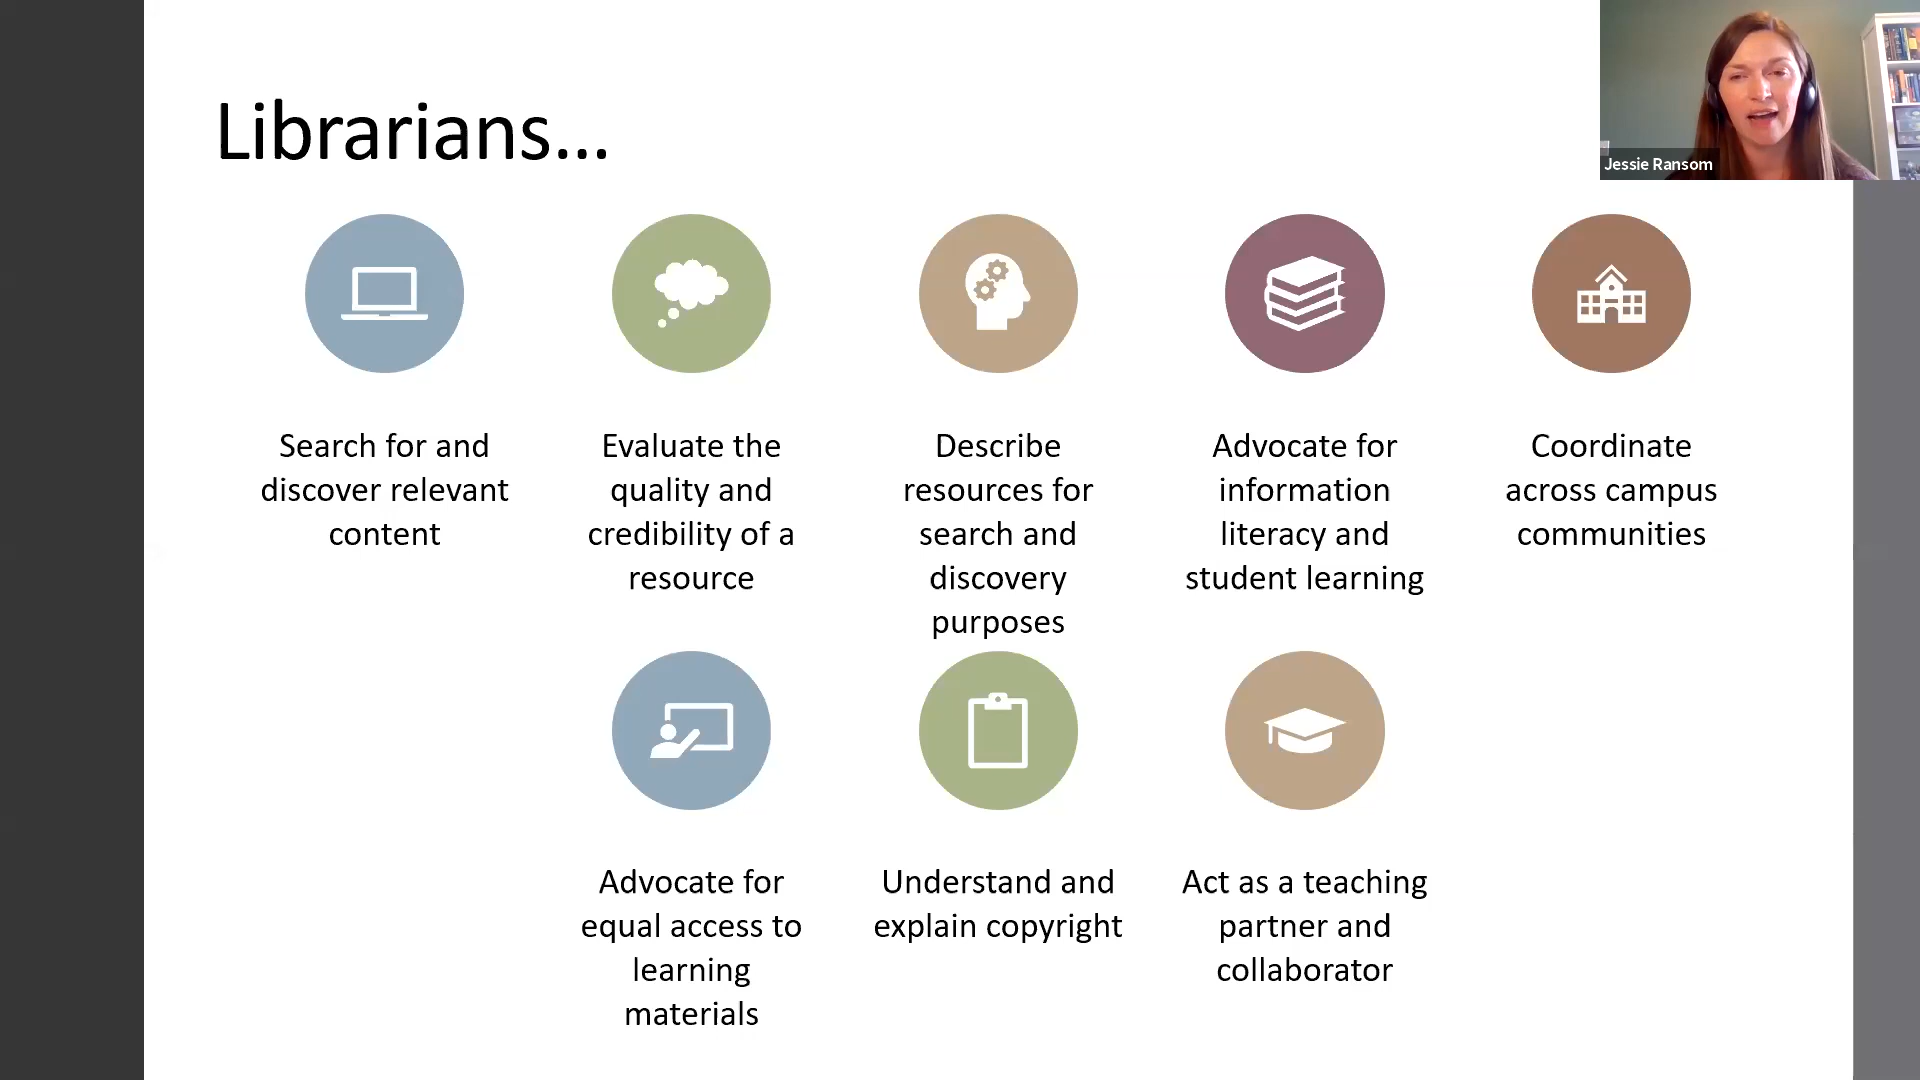 Librarians...
Jessie Ransom
Search for and
discover relevant
content
Evaluate the
quality and
credibility of a
resource
Describe
resources for
search and
discovery
purposes
Advocate for
information
literacy and
student learning
Coordinate
across campus
communities
Advocate for
equal access to
learning
materials
Understand and
explain copyright
Act as a teaching
partner and
collaborator